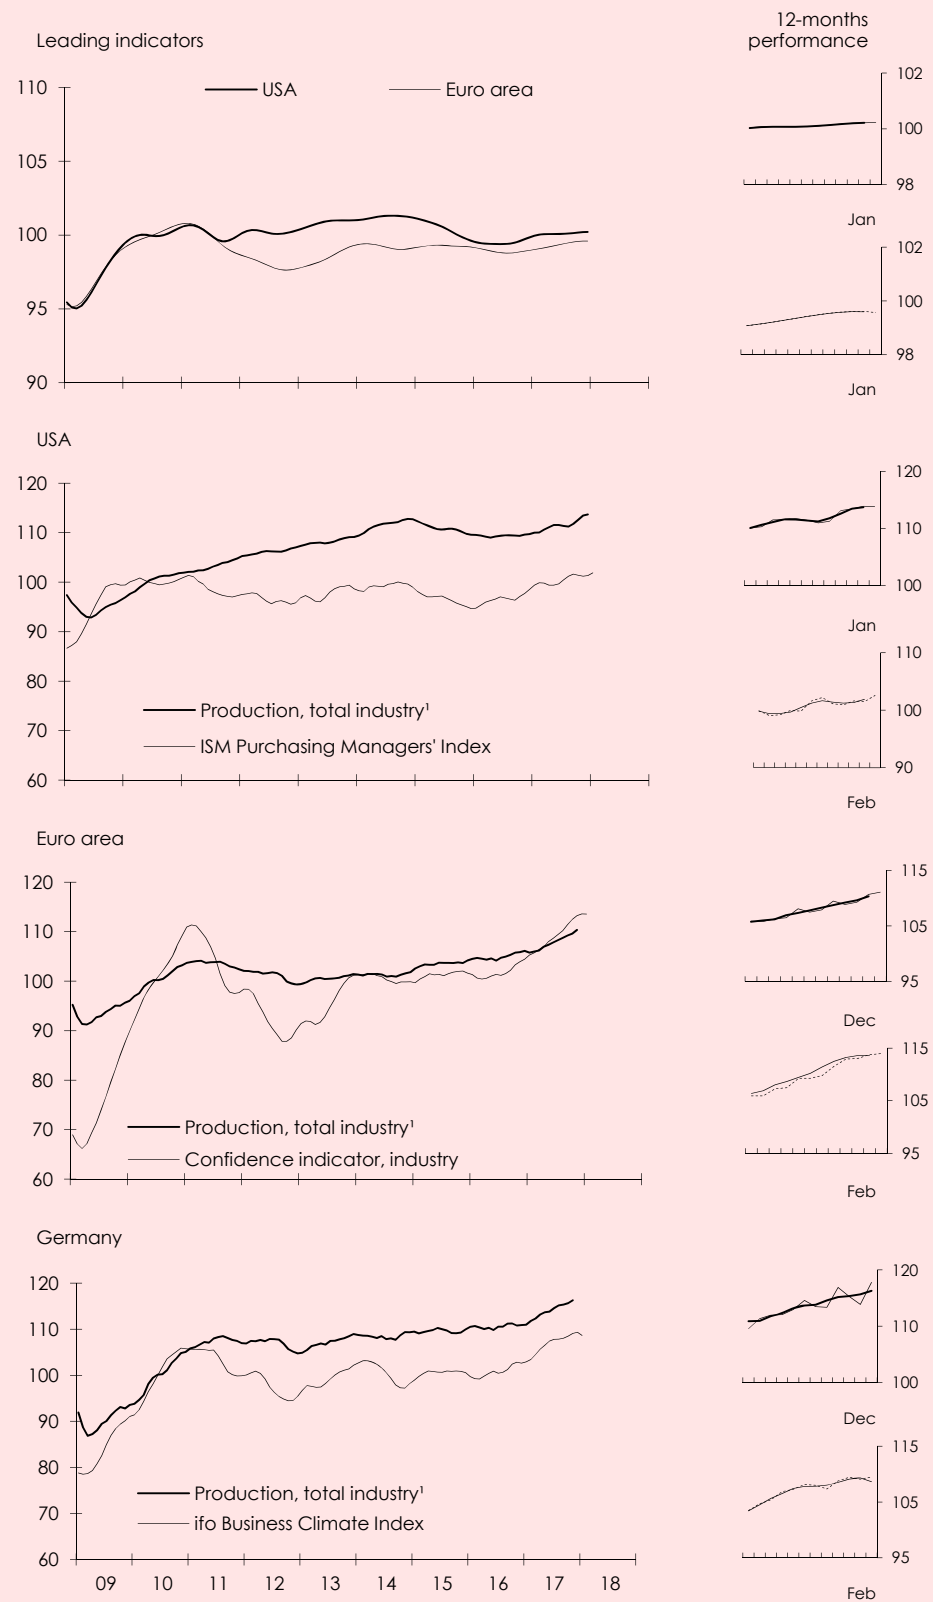 12-months
performance
Leading indicators
110
105
100
95
90
USA
Euro area
102
100
98
Jan
102
100
98
Jan
USA
120
110
100
90
80
70
60
Production, total industry¹
ISM Purchasing Managers' Index
120
110
100
Jan
110
100
90
Feb
Euro area
120
110
100
90
80
70
60
Production, total industry¹
Confidence indicator, industry
115
105
95
Dec
115
105
95
Feb
Germany
120
110
100
90
80
70
60
Production, total industry¹
ifo Business Climate Index
09 10 11 12 13 14 15 16 17 18
120
110
100
Dec
115
105
95
Feb